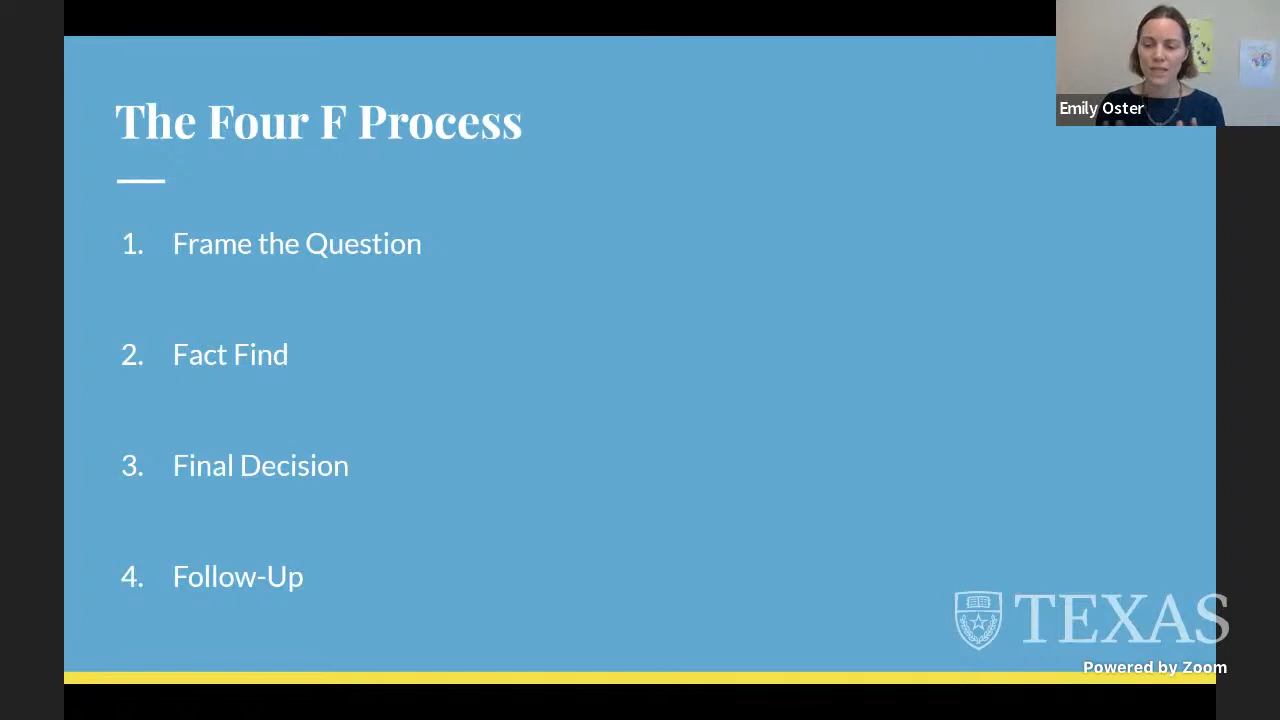 The Four F Process
1. Frame the Question
2. Fact Find
3. Final Decision
4. Follow-Up
Emily Oster
TEXAS
Powered by Zoom